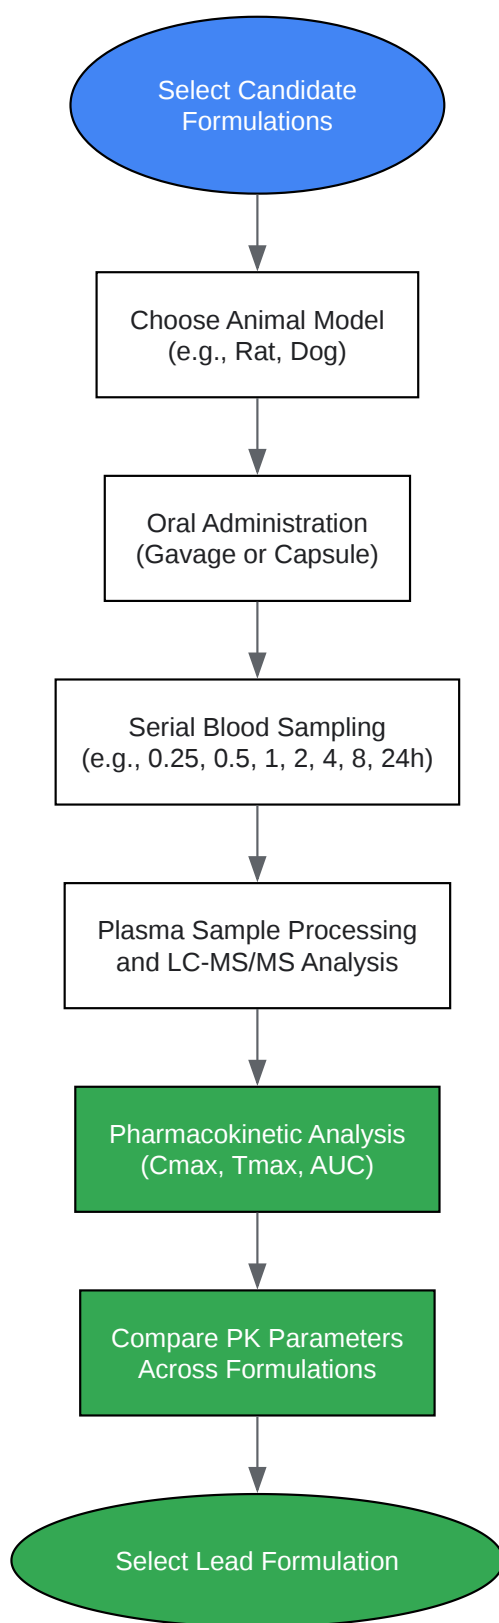 Select Candidate
Formulations
Choose Animal Model
(e.g., Rat, Dog)
Oral Administration
(Gavage or Capsule)
Serial Blood Sampling
(e.g., 0.25, 0.5, 1, 2, 4, 8, 24h)
Plasma Sample Processing
and LC-MS/MS Analysis
Pharmacokinetic Analysis
(Cmax, Tmax, AUC)
Compare PK Parameters
Across Formulations
Select Lead Formulation